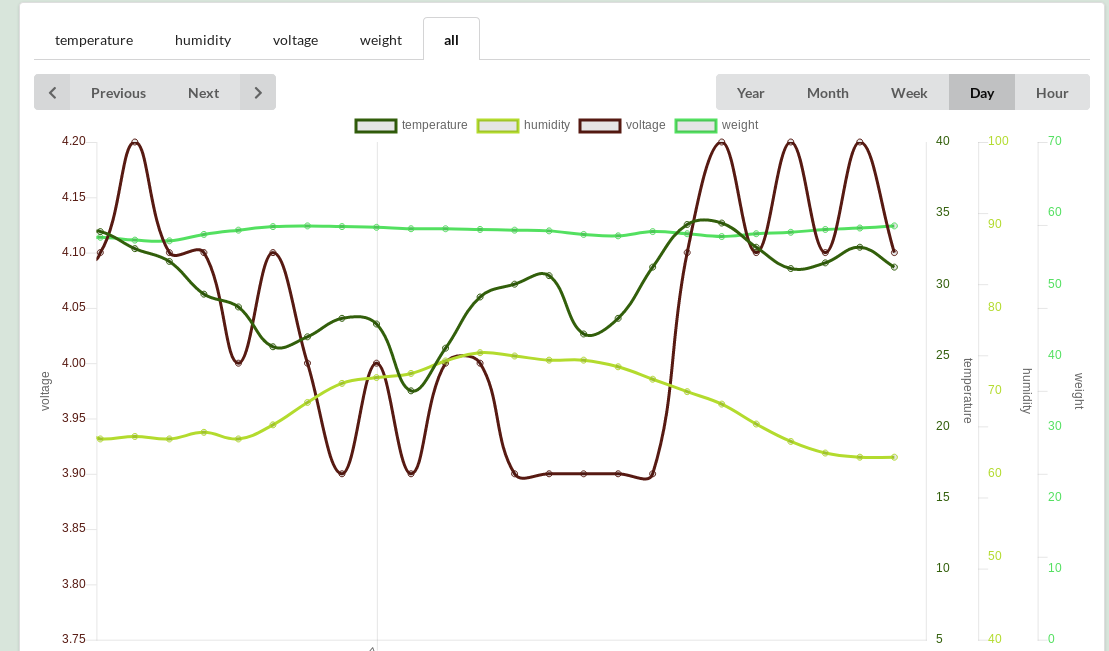 temperature humidity voltage weight all
Previous Next Year Month Week Day Hour
temperature humidity voltage weight
4.20 40 100 70
4.15 35 90 60
4.10 30 80 50
4.05 25 70 40
4.00 20 60 30
3.95 15 50 20
3.90 10 40 10
3.85 5 0
3.80
3.75
voltage
temperature
humidity
weight